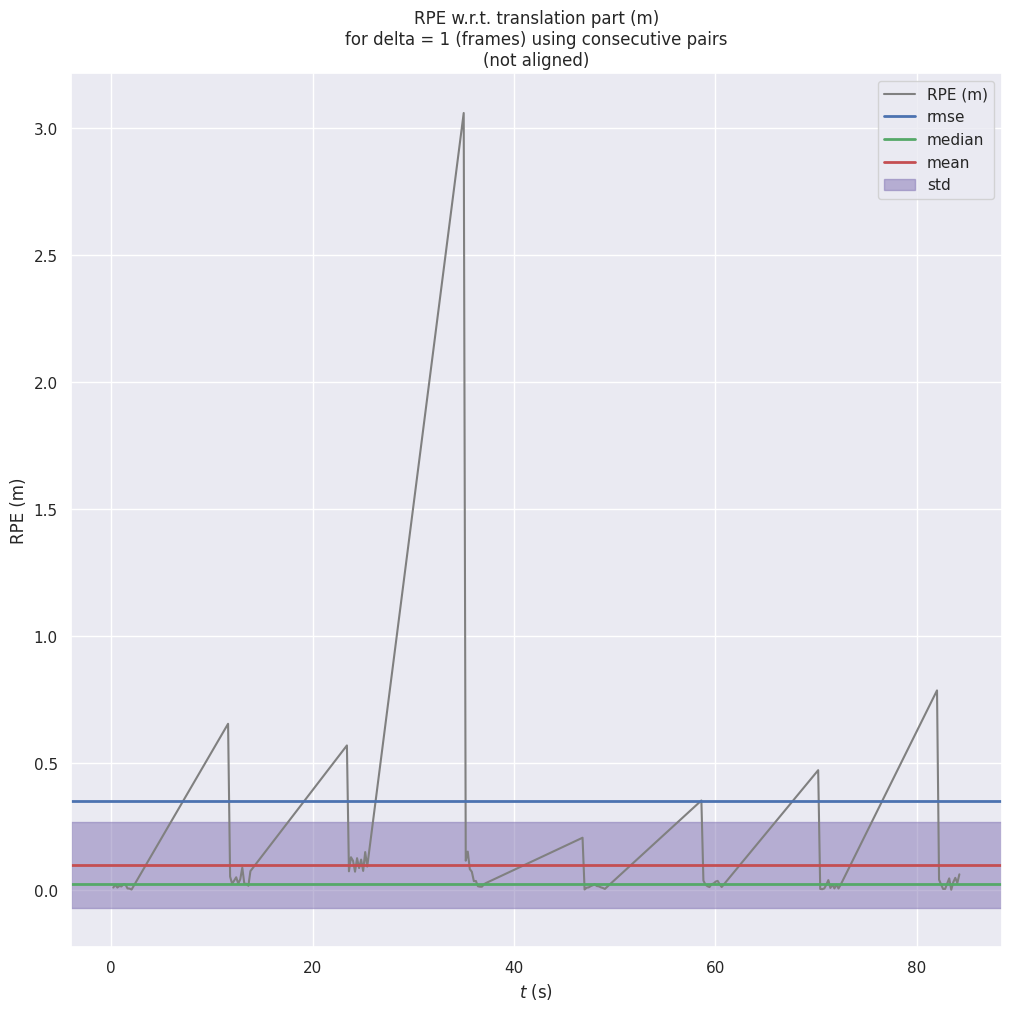 RPE w.r.t. translation part (m)
for delta = 1 (frames) using consecutive pairs
(not aligned)
RPE (m)
rmse
median
mean
std
3.0
2.5
2.0
1.5
1.0
0.5
0.0
RPE (m)
0
20
40
60
80
t (s)